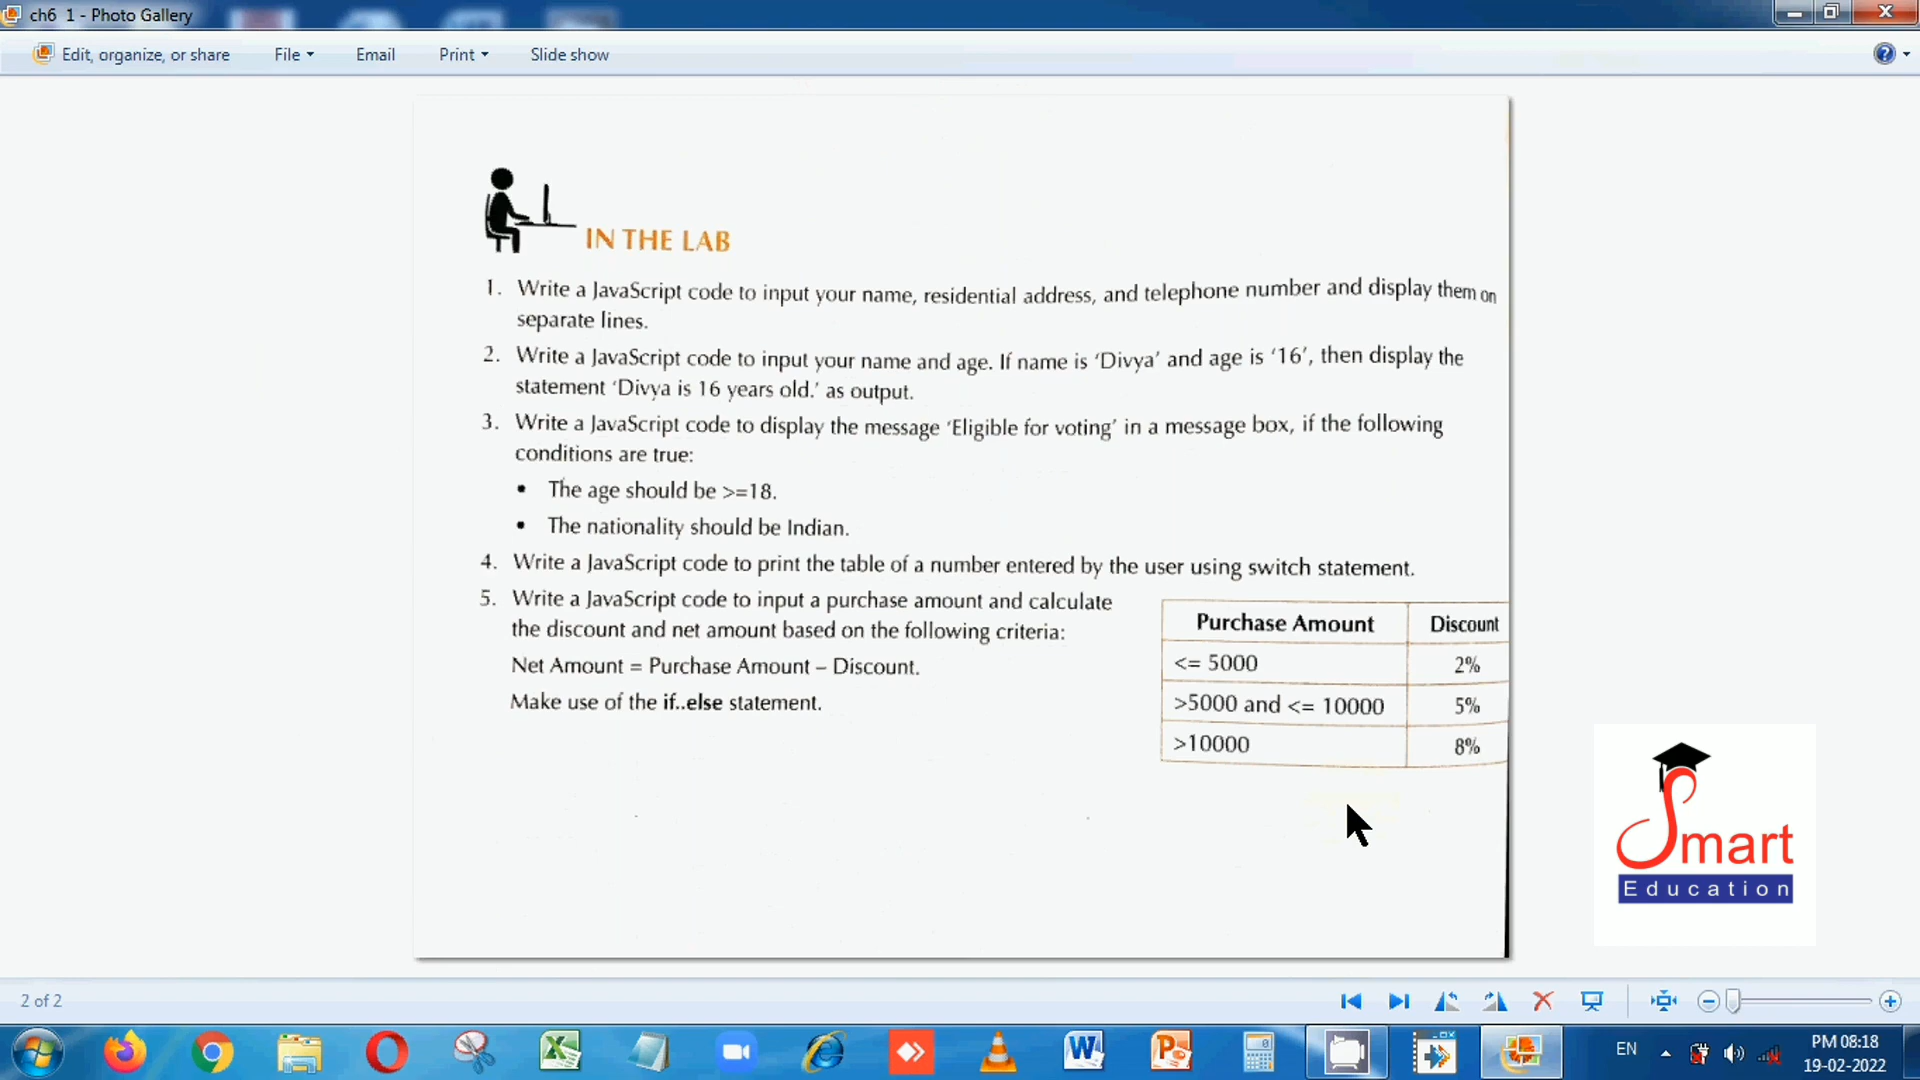 ch6 1 - Photo Gallery
Edit, organize, or share File Email Print Slide show
IN THE LAB
1. Write a JavaScript code to input your name, residential address, and telephone number and display them on
separate lines.
2. Write a JavaScript code to input your name and age. If name is ‘Divya’ and age is ‘16’, then display the
statement ‘Divya is 16 years old.’ as output.
3. Write a JavaScript code to display the message ‘Eligible for voting’ in a message box, if the following
conditions are true:
• The age should be >=18.
• The nationality should be Indian.
4. Write a JavaScript code to print the table of a number entered by the user using switch statement.
5. Write a JavaScript code to input a purchase amount and calculate
the discount and net amount based on the following criteria:
Net Amount = Purchase Amount – Discount.
Make use of the if..else statement.
Purchase Amount Discount
<= 5000 2%
>5000 and <= 10000 5%
>10000 8%
Smart
Education
2 of 2
EN
PM 08:18
19-02-2022